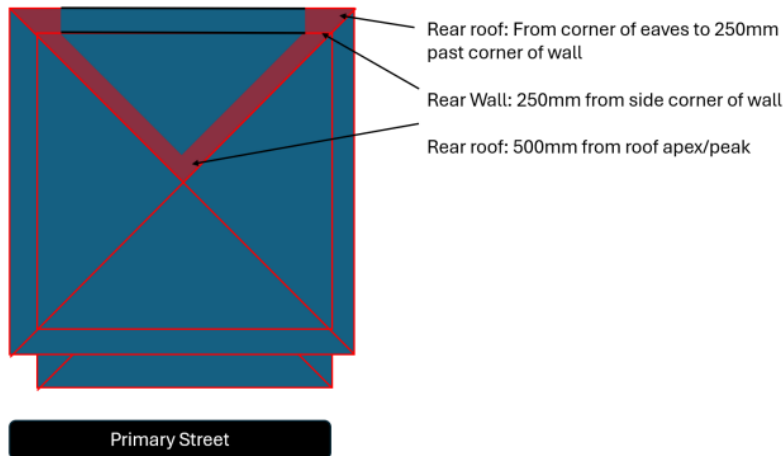 Rear roof: From corner of eaves to 250mm
past corner of wall
Rear Wall: 250mm from side corner of wall
Rear roof: 500mm from roof apex/peak
Primary Street